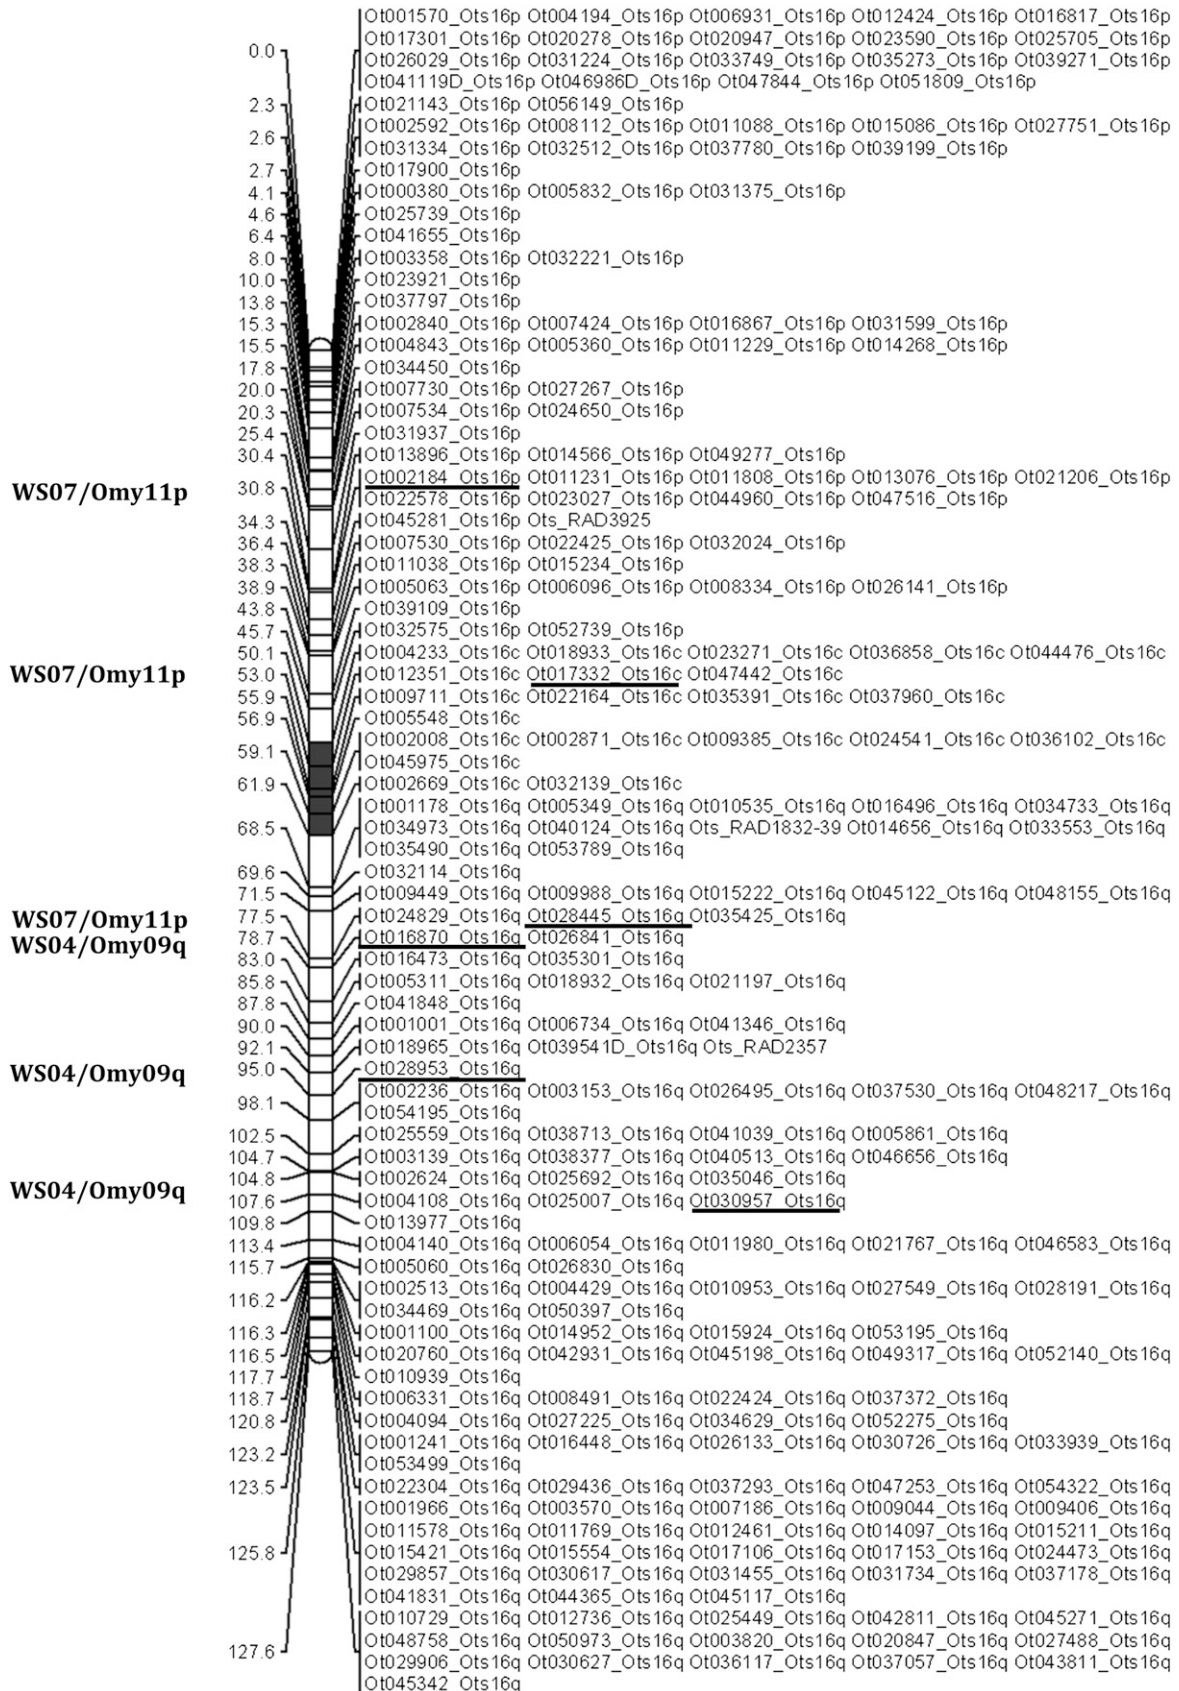 Ot001570_Ots16p Ot004194_Ots16p Ot006931_Ots16p Ot012424_Ots16p Ot016817_Ots16p
0.0 Ot017301_Ots16p Ot020278_Ots16p Ot020947_Ots16p Ot023590_Ots16p Ot025705_Ots16p
Ot026029_Ots16p Ot031224_Ots16p Ot033749_Ots16p Ot035273_Ots16p Ot039271_Ots16p
Ot041119D_Ots16p Ot046986D_Ots16p Ot047844_Ots16p Ot051809_Ots16p
2.3 Ot021143_Ots16p Ot056149_Ots16p
2.6 Ot002592_Ots16p Ot008112_Ots16p Ot011088_Ots16p Ot015086_Ots16p Ot027751_Ots16p
Ot031334_Ots16p Ot032512_Ots16p Ot037780_Ots16p Ot039199_Ots16p
2.7 Ot017900_Ots16p
4.1 Ot000380_Ots16p Ot005832_Ots16p Ot031375_Ots16p
4.6 Ot025739_Ots16p
6.4 Ot041655_Ots16p
8.0 Ot003358_Ots16p Ot032221_Ots16p
10.0 Ot023921_Ots16p
13.8 Ot037797_Ots16p
15.3 Ot002840_Ots16p Ot007424_Ots16p Ot016867_Ots16p Ot031599_Ots16p
15.5 Ot004843_Ots16p Ot005360_Ots16p Ot011229_Ots16p Ot014268_Ots16p
17.8 Ot034450_Ots16p
20.0 Ot007730_Ots16p Ot027267_Ots16p
20.3 Ot007534_Ots16p Ot024650_Ots16p
25.4 Ot031937_Ots16p
30.4 Ot013896_Ots16p Ot014566_Ots16p Ot049277_Ots16p
WS07/Omy11p 30.8 Ot002184_Ots16p Ot011231_Ots16p Ot011808_Ots16p Ot013076_Ots16p Ot021206_Ots16p
Ot022578_Ots16p Ot023027_Ots16p Ot044960_Ots16p Ot047516_Ots16p
34.3 Ot045281_Ots16p Ots_RAD3925
36.4 Ot007530_Ots16p Ot022425_Ots16p Ot032024_Ots16p
38.3 Ot011038_Ots16p Ot015234_Ots16p
38.9 Ot005063_Ots16p Ot006096_Ots16p Ot008334_Ots16p Ot026141_Ots16p
43.8 Ot039109_Ots16p
45.7 Ot032575_Ots16p Ot052739_Ots16p
50.1 Ot004233_Ots16c Ot018933_Ots16c Ot023271_Ots16c Ot036858_Ots16c Ot044476_Ots16c
WS07/Omy11p 53.0 Ot012351_Ots16c Ot017332_Ots16c Ot047442_Ots16c
55.9 Ot009711_Ots16c Ot022164_Ots16c Ot035391_Ots16c Ot037960_Ots16c
56.9 Ot005548_Ots16c
59.1 Ot002008_Ots16c Ot002871_Ots16c Ot009385_Ots16c Ot024541_Ots16c Ot036102_Ots16c
Ot045975_Ots16c
61.9 Ot002669_Ots16c Ot032139_Ots16c
Ot001178_Ots16q Ot005349_Ots16q Ot010535_Ots16q Ot016496_Ots16q Ot034733_Ots16q
68.5 Ot034973_Ots16q Ot040124_Ots16q Ots_RAD1832-39 Ot014656_Ots16q Ot033553_Ots16q
Ot035490_Ots16q Ot053789_Ots16q
69.6 Ot032114_Ots16q
71.5 Ot009449_Ots16q Ot009988_Ots16q Ot015222_Ots16q Ot045122_Ots16q Ot048155_Ots16q
WS07/Omy11p 77.5 Ot024829_Ots16q Ot028445_Ots16q Ot035425_Ots16q
WS04/Omy09q 78.7 Ot016870_Ots16q Ot026841_Ots16q
83.0 Ot016473_Ots16q Ot035301_Ots16q
85.8 Ot005311_Ots16q Ot018932_Ots16q Ot021197_Ots16q
87.8 Ot041848_Ots16q
90.0 Ot001001_Ots16q Ot006734_Ots16q Ot041346_Ots16q
92.1 Ot018965_Ots16q Ot039541D_Ots16q Ots_RAD2357
WS04/Omy09q 95.0 Ot028953_Ots16q
98.1 Ot002236_Ots16q Ot003153_Ots16q Ot026495_Ots16q Ot037530_Ots16q Ot048217_Ots16q
Ot054195_Ots16q
102.5 Ot025559_Ots16q Ot038713_Ots16q Ot041039_Ots16q Ot005861_Ots16q
104.7 Ot003139_Ots16q Ot038377_Ots16q Ot040513_Ots16q Ot046656_Ots16q
104.8 Ot002624_Ots16q Ot025692_Ots16q Ot035046_Ots16q
WS04/Omy09q 107.6 Ot004108_Ots16q Ot025007_Ots16q Ot030957_Ots16q
109.8 Ot013977_Ots16q
113.4 Ot004140_Ots16q Ot006054_Ots16q Ot011980_Ots16q Ot021767_Ots16q Ot046583_Ots16q
115.7 Ot005060_Ots16q Ot026830_Ots16q
116.2 Ot002513_Ots16q Ot004429_Ots16q Ot010953_Ots16q Ot027549_Ots16q Ot028191_Ots16q
Ot034469_Ots16q Ot050397_Ots16q
116.3 Ot001100_Ots16q Ot014952_Ots16q Ot015924_Ots16q Ot053195_Ots16q
116.5 Ot020760_Ots16q Ot042931_Ots16q Ot045198_Ots16q Ot049317_Ots16q Ot052140_Ots16q
117.7 Ot010939_Ots16q
118.7 Ot006331_Ots16q Ot008491_Ots16q Ot022424_Ots16q Ot037372_Ots16q
120.8 Ot004094_Ots16q Ot027225_Ots16q Ot034629_Ots16q Ot052275_Ots16q
123.2 Ot001241_Ots16q Ot016448_Ots16q Ot026133_Ots16q Ot030726_Ots16q Ot033939_Ots16q
Ot053499_Ots16q
123.5 Ot022304_Ots16q Ot029436_Ots16q Ot037293_Ots16q Ot047253_Ots16q Ot054322_Ots16q
Ot001966_Ots16q Ot003570_Ots16q Ot007186_Ots16q Ot009044_Ots16q Ot009406_Ots16q
Ot011578_Ots16q Ot011769_Ots16q Ot012461_Ots16q Ot014097_Ots16q Ot015211_Ots16q
125.8 Ot015421_Ots16q Ot015554_Ots16q Ot017106_Ots16q Ot017153_Ots16q Ot024473_Ots16q
Ot029857_Ots16q Ot030617_Ots16q Ot031455_Ots16q Ot031734_Ots16q Ot037178_Ots16q
Ot041831_Ots16q Ot044365_Ots16q Ot045117_Ots16q
Ot010729_Ots16q Ot012736_Ots16q Ot025449_Ots16q Ot042811_Ots16q Ot045271_Ots16q
127.6 Ot048758_Ots16q Ot050973_Ots16q Ot003820_Ots16q Ot020847_Ots16q Ot027488_Ots16q
Ot029906_Ots16q Ot030627_Ots16q Ot036117_Ots16q Ot037057_Ots16q Ot043811_Ots16q
Ot045342_Ots16q